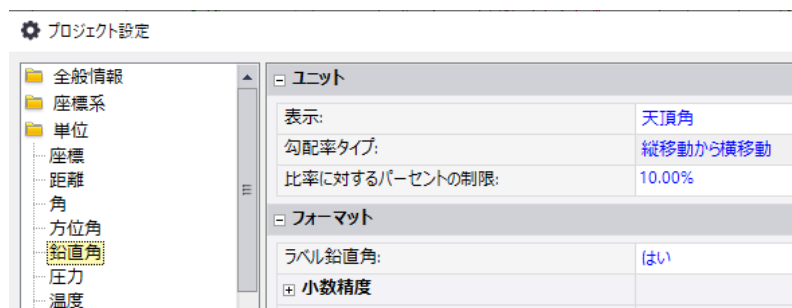 プロジェクト設定
全般情報
座標系
単位
座標
距離
角
方位角
鉛直角
圧力
温度
ユニット
表示: 天頂角
勾配率タイプ: 縦移動から横移動
比率に対するパーセントの制限: 10.00%
フォーマット
ラベル鉛直角: はい
小数精度